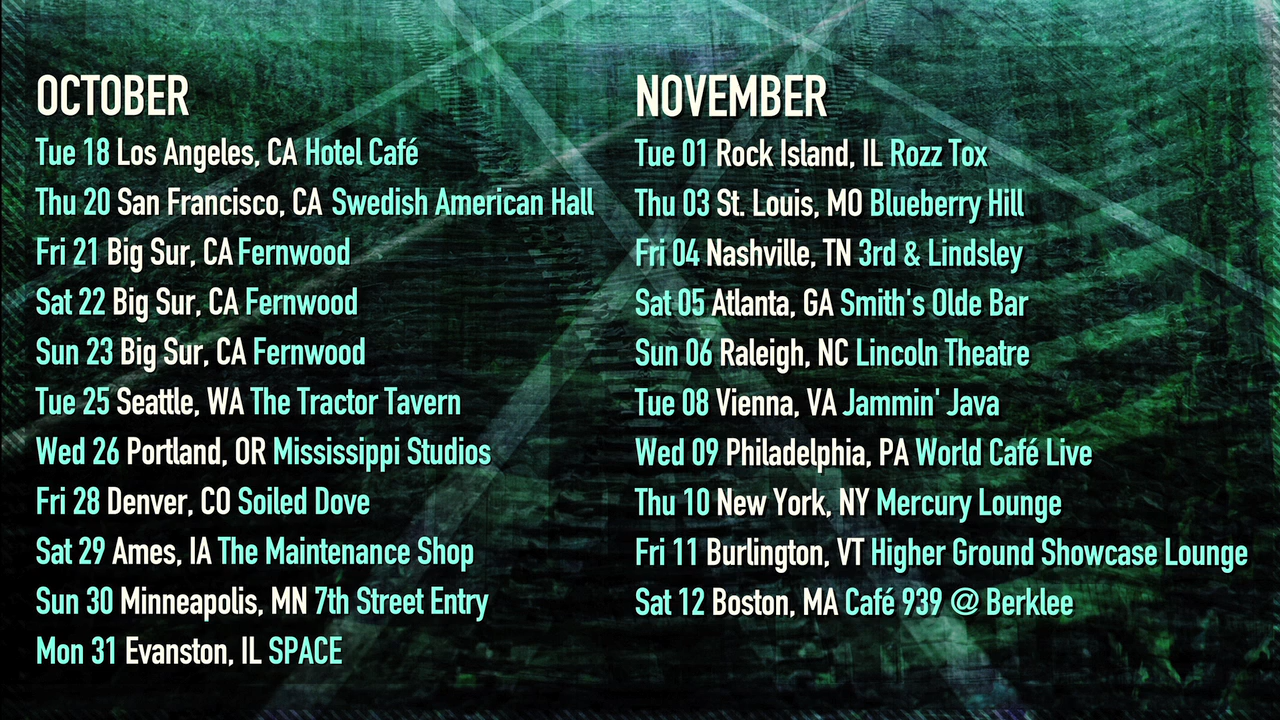 OCTOBER
Tue 18 Los Angeles, CA Hotel Café
Thu 20 San Francisco, CA Swedish American Hall
Fri 21 Big Sur, CA Fernwood
Sat 22 Big Sur, CA Fernwood
Sun 23 Big Sur, CA Fernwood
Tue 25 Seattle, WA The Tractor Tavern
Wed 26 Portland, OR Mississippi Studios
Fri 28 Denver, CO Soiled Dove
Sat 29 Ames, IA The Maintenance Shop
Sun 30 Minneapolis, MN 7th Street Entry
Mon 31 Evanston, IL SPACE
NOVEMBER
Tue 01 Rock Island, IL Rozz Tox
Thu 03 St. Louis, MO Blueberry Hill
Fri 04 Nashville, TN 3rd & Lindsley
Sat 05 Atlanta, GA Smith's Olde Bar
Sun 06 Raleigh, NC Lincoln Theatre
Tue 08 Vienna, VA Jammin' Java
Wed 09 Philadelphia, PA World Café Live
Thu 10 New York, NY Mercury Lounge
Fri 11 Burlington, VT Higher Ground Showcase Lounge
Sat 12 Boston, MA Café 939 @ Berklee